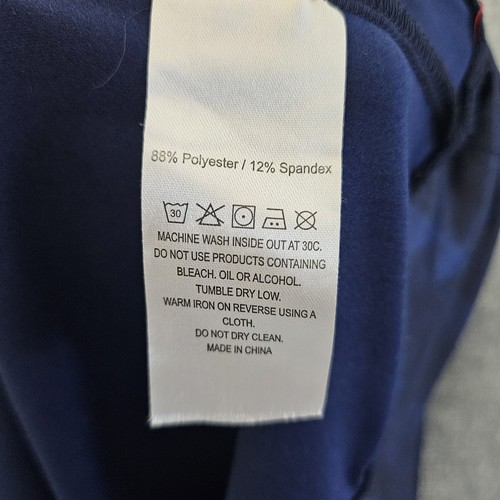 88% Polyester / 12% Spandex
30
MACHINE WASH INSIDE OUT AT 30C.
DO NOT USE PRODUCTS CONTAINING
BLEACH. OIL OR ALCOHOL.
TUMBLE DRY LOW.
WARM IRON ON REVERSE USING A
CLOTH.
DO NOT DRY CLEAN.
MADE IN CHINA